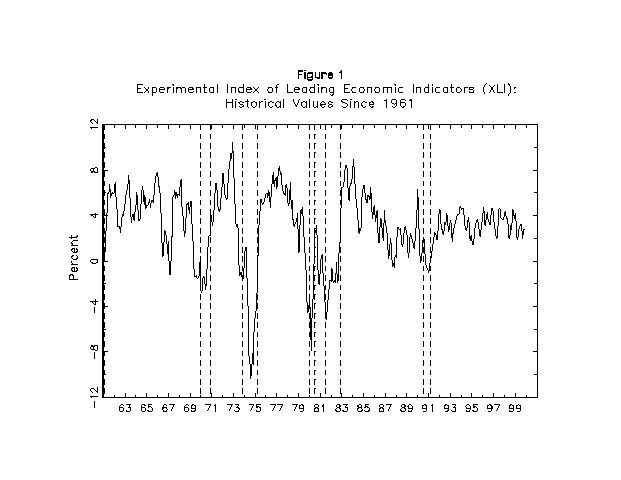 Figure 1
Experimental Index of Leading Economic Indicators (XLI):
Historical Values Since 1961
12
8
4
0
-4
-8
-12
Percent
63 65 67 69 71 73 75 77 79 81 83 85 87 89 91 93 95 97 99